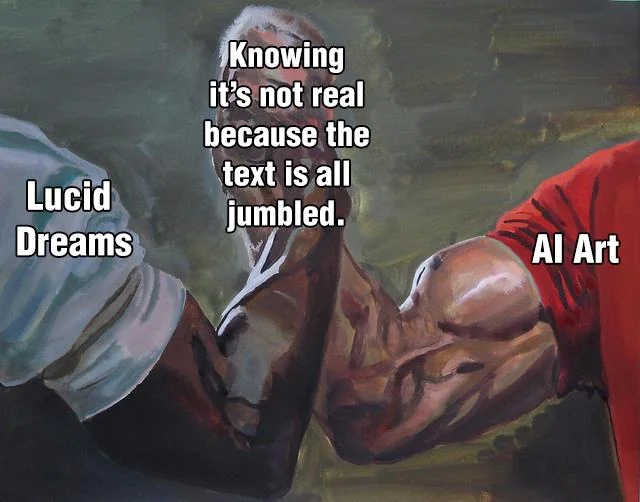 Knowing
it's not real
because the
text is all
jumbled.
Lucid
Dreams
AI Art